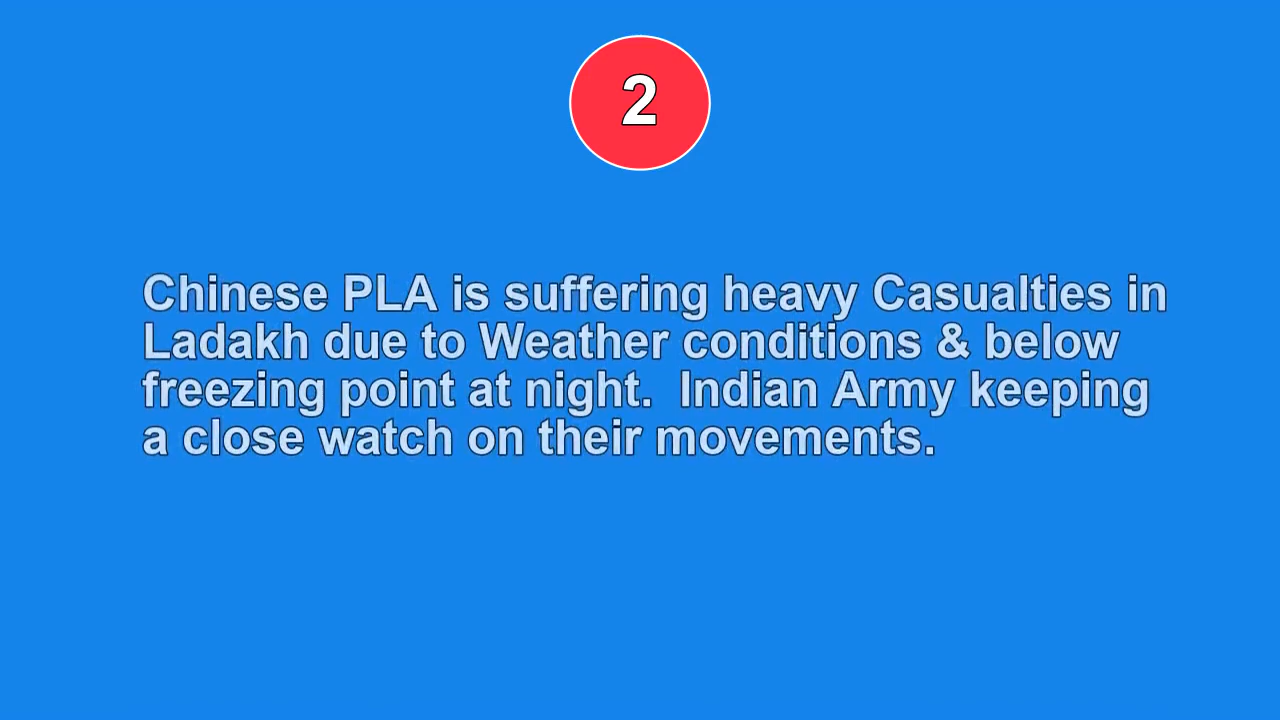 2
Chinese PLA is suffering heavy Casualties in
Ladakh due to Weather conditions & below
freezing point at night.  Indian Army keeping
a close watch on their movements.